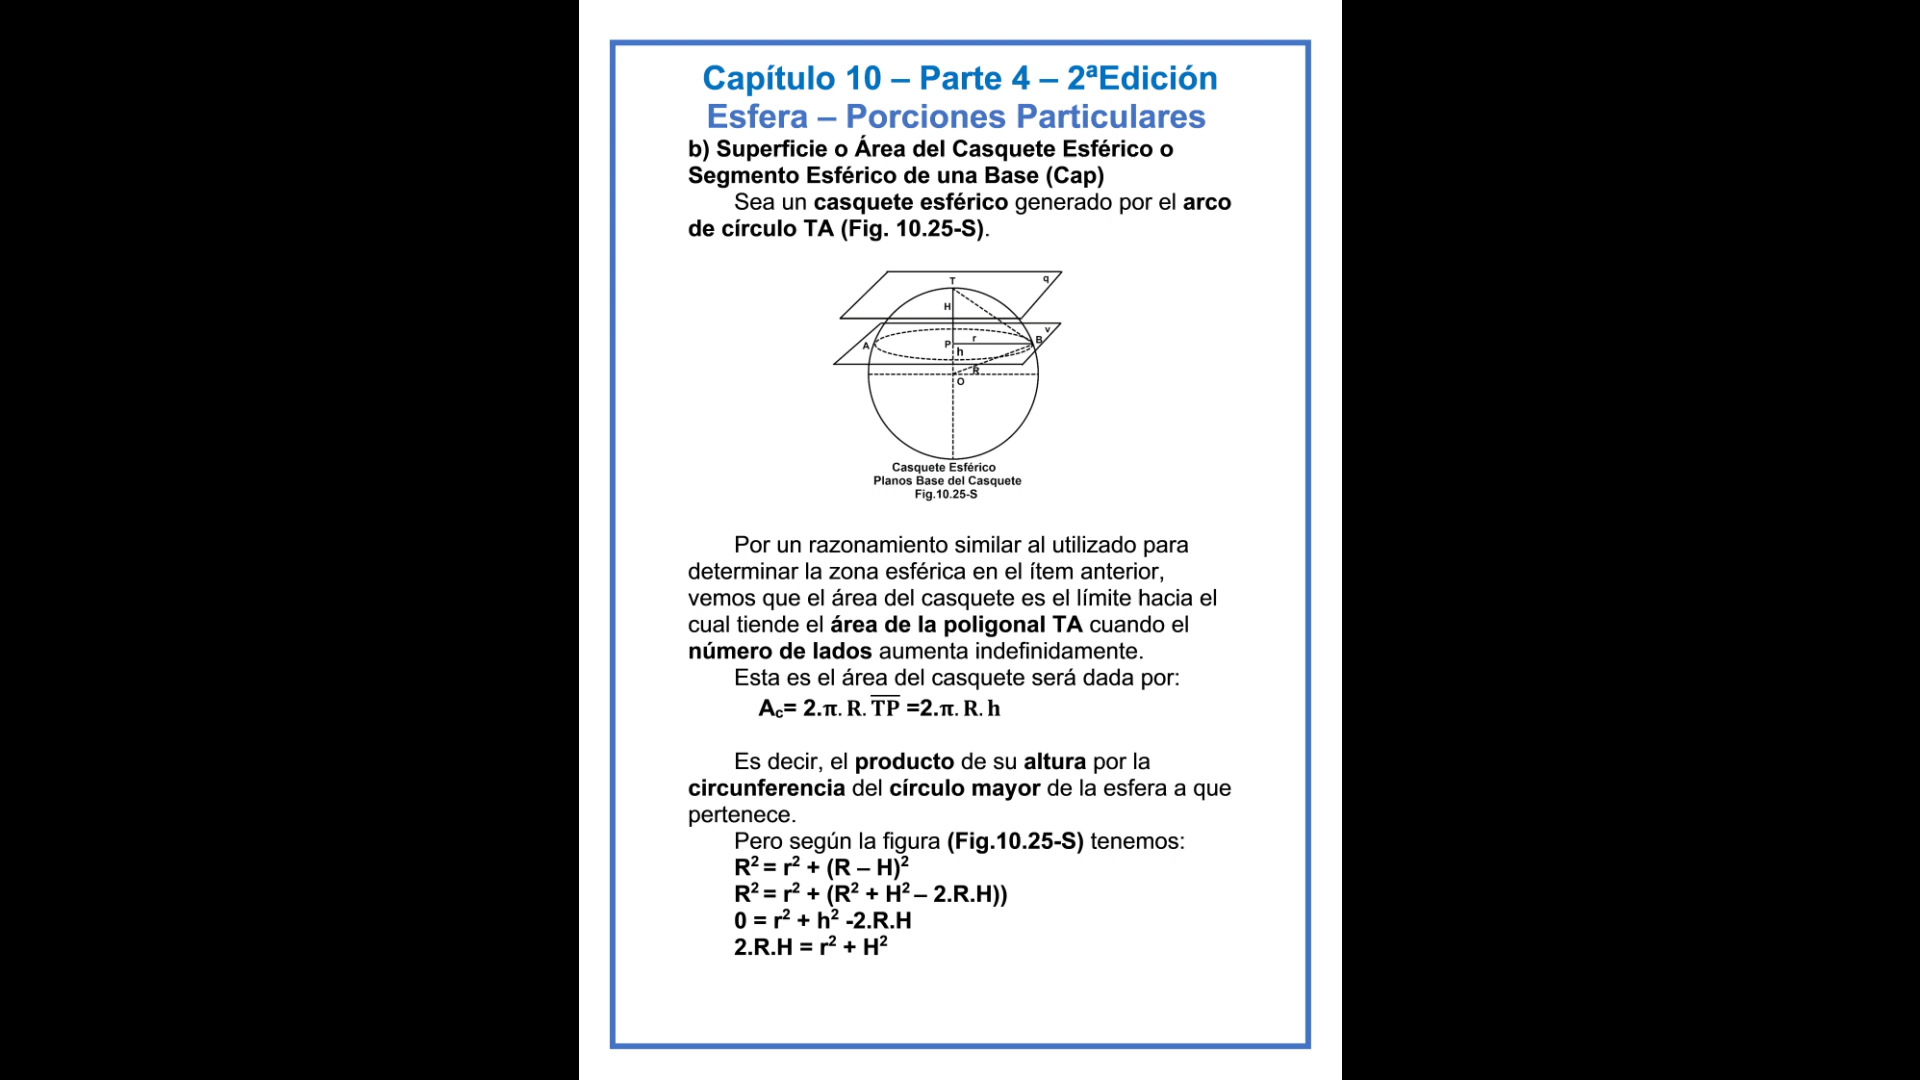 Capítulo 10 – Parte 4 – 2ªEdición
Esfera – Porciones Particulares
b) Superficie o Área del Casquete Esférico o
Segmento Esférico de una Base (Cap)
Sea un casquete esférico generado por el arco
de círculo TA (Fig. 10.25-S).
T
q
H
v
A
P
r
B
h
R
O
Casquete Esférico
Planos Base del Casquete
Fig.10.25-S
Por un razonamiento similar al utilizado para
determinar la zona esférica en el ítem anterior,
vemos que el área del casquete es el límite hacia el
cual tiende el área de la poligonal TA cuando el
número de lados aumenta indefinidamente.
Esta es el área del casquete será dada por:
A꜀= 2.π. R. T̅P̅ =2.π. R. h
Es decir, el producto de su altura por la
circunferencia del círculo mayor de la esfera a que
pertenece.
Pero según la figura (Fig.10.25-S) tenemos:
R² = r² + (R – H)²
R² = r² + (R² + H² – 2.R.H))
0 = r² + h² -2.R.H
2.R.H = r² + H²